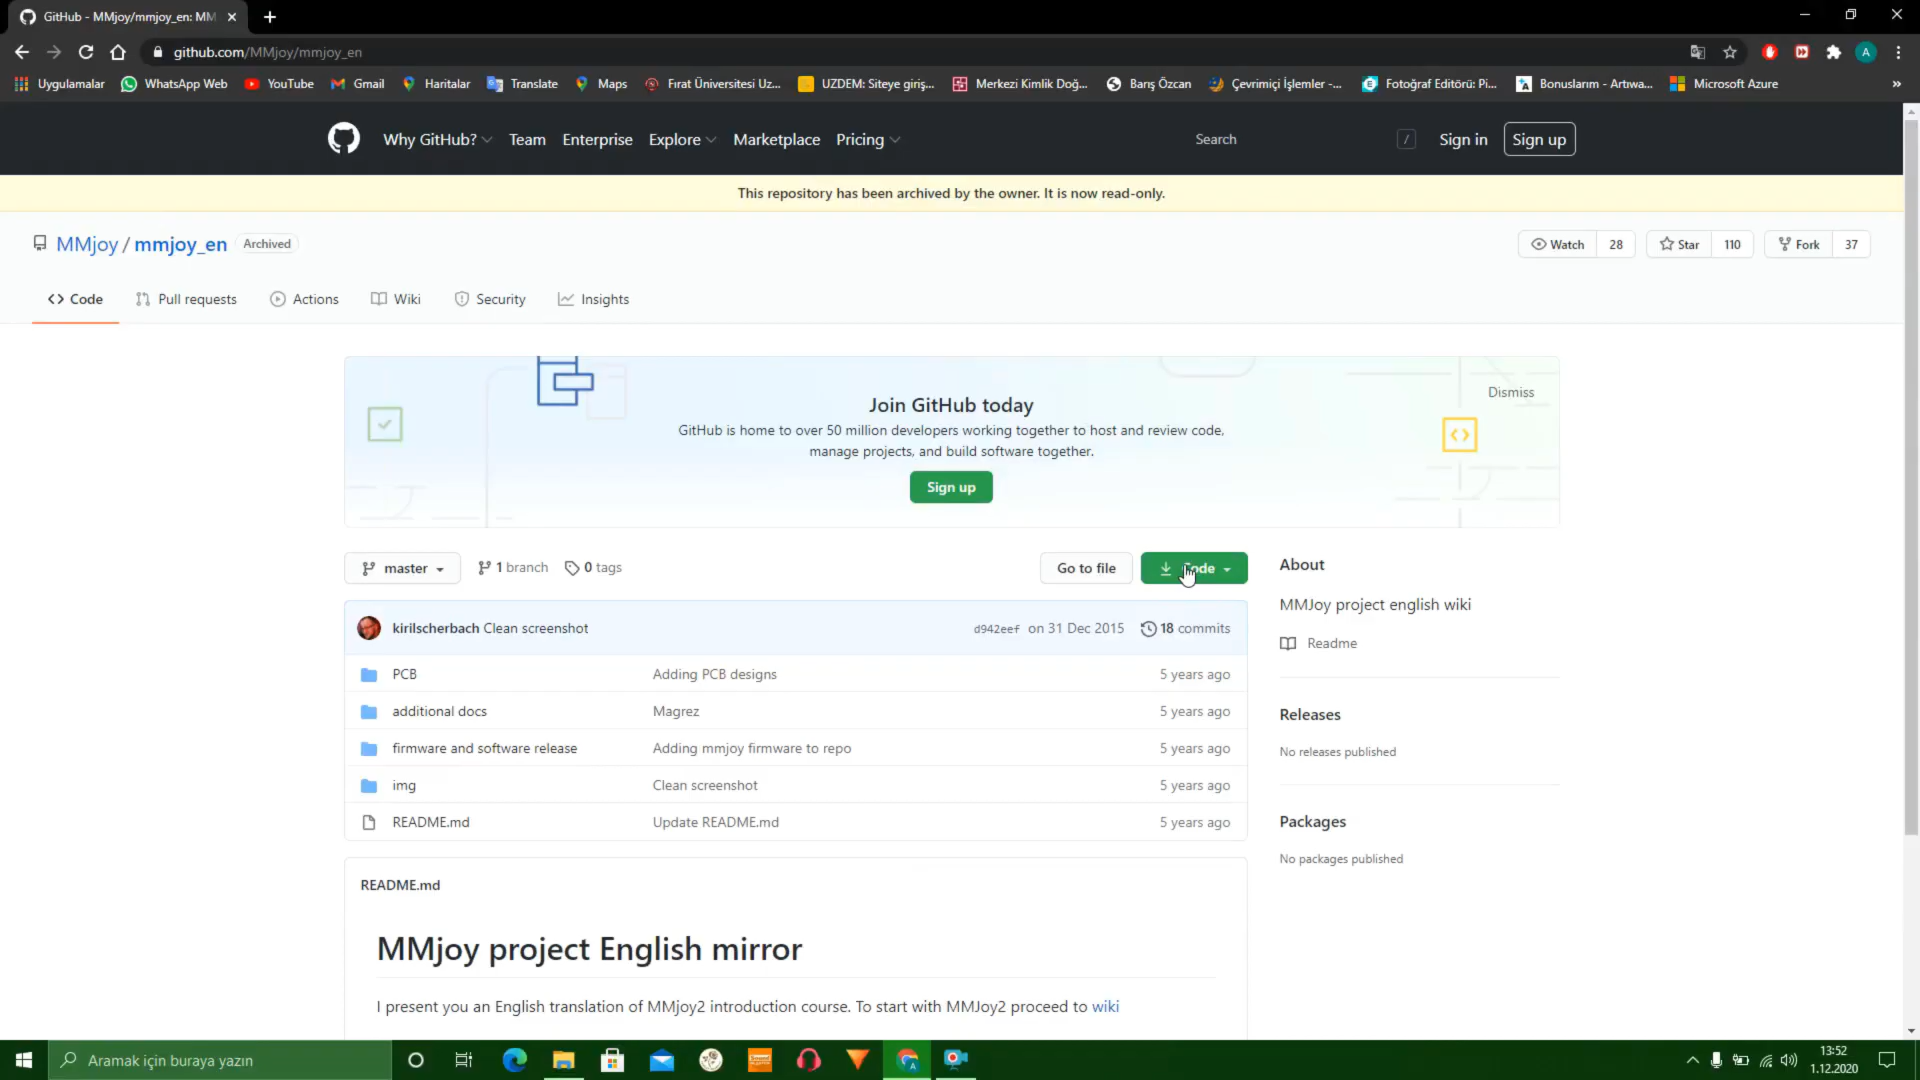 GitHub - MMjoy/mmjoy_en: MM
github.com/MMjoy/mmjoy_en
A
Uygulamalar WhatsApp Web YouTube Gmail Haritalar Translate Maps Fırat Üniversitesi Uz... UZDEM: Siteye giriş... Merkezi Kimlik Doğ... Barış Özcan Çevrimiçi İşlemler -... Fotoğraf Editörü: Pi... Bonuslarım - Artıwa... Microsoft Azure »
Why GitHub? Team Enterprise Explore Marketplace Pricing Search / Sign in Sign up
This repository has been archived by the owner. It is now read-only.
MMjoy / mmjoy_en Archived Watch 28 Star 110 Fork 37
Code Pull requests Actions Wiki Security Insights
Dismiss
Join GitHub today
GitHub is home to over 50 million developers working together to host and review code,
manage projects, and build software together.
Sign up
master 1 branch 0 tags Go to file Code About
MMJoy project english wiki
kirilscherbach Clean screenshot d942eef on 31 Dec 2015 18 commits
Readme
PCB Adding PCB designs 5 years ago
additional docs Magrez 5 years ago
Releases
firmware and software release Adding mmjoy firmware to repo 5 years ago
No releases published
img Clean screenshot 5 years ago
README.md Update README.md 5 years ago
Packages
No packages published
README.md
MMjoy project English mirror
I present you an English translation of MMjoy2 introduction course. To start with MMJoy2 proceed to wiki
Aramak için buraya yazın
13:52
1.12.2020